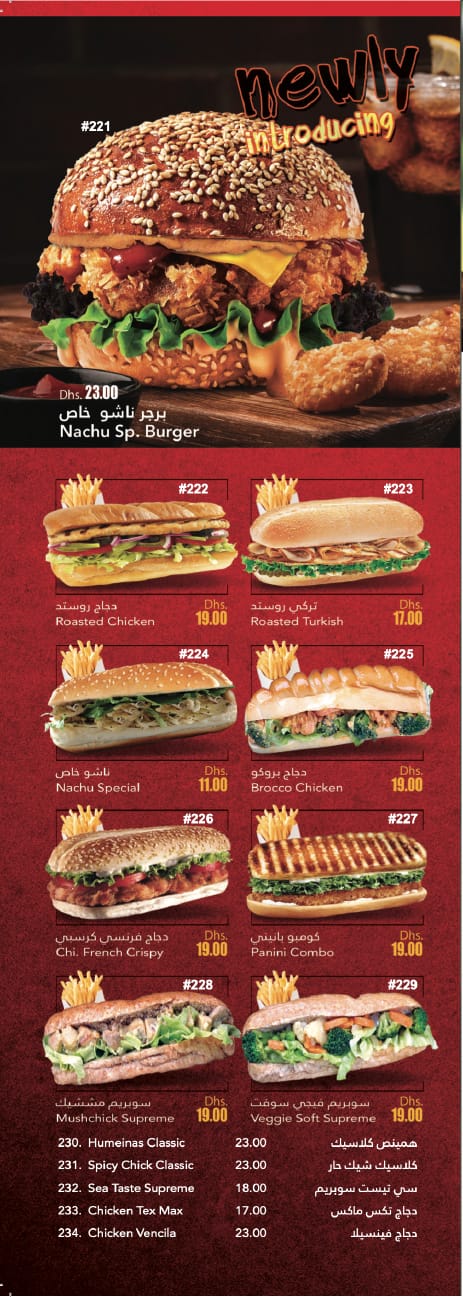 newly
introducing
#221
Dhs. 23.00
برجر ناشو خاص
Nachu Sp. Burger
#222
دجاج روستد
Roasted Chicken
Dhs.
19.00
#223
تركي روستد
Roasted Turkish
Dhs.
17.00
#224
ناشو خاص
Nachu Special
Dhs.
11.00
#225
دجاج بروكو
Brocco Chicken
Dhs.
19.00
#226
دجاج فرنسي كرسبي
Chi. French Crispy
Dhs.
19.00
#227
كومبو بانيني
Panini Combo
Dhs.
19.00
#228
سوبريم مششيك
Mushchick Supreme
Dhs.
19.00
#229
سوبريم فيجي سوفت
Veggie Soft Supreme
Dhs.
19.00
230. Humeinas Classic 23.00 همينص كلاسيك
231. Spicy Chick Classic 23.00 كلاسيك شيك حار
232. Sea Taste Supreme 18.00 سي تيست سوبريم
233. Chicken Tex Max 17.00 دجاج تكس ماكس
234. Chicken Vencila 23.00 دجاج فينسيلا